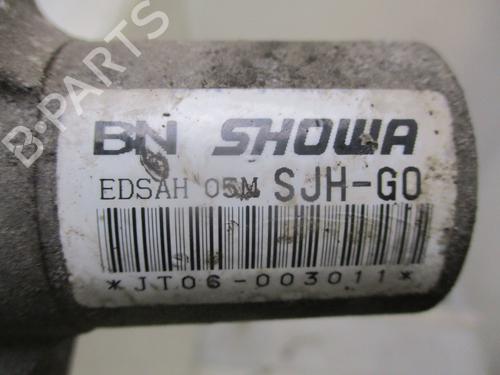 B-PARTS
BN SHOWA
EDSAH 05M SJH-G0
*JT06-003011*